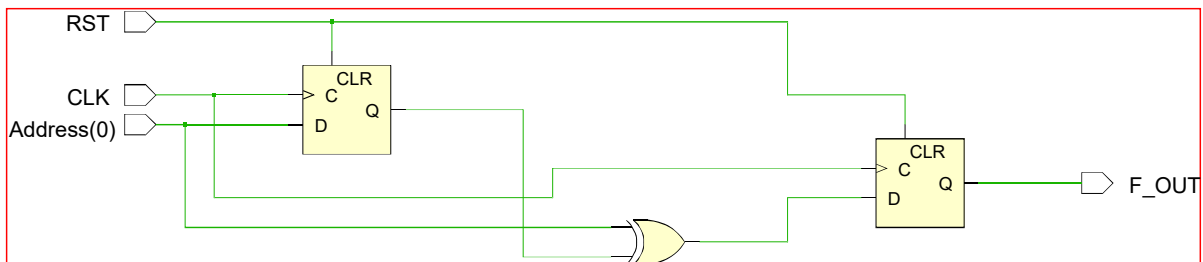 RST
CLR
CLK
C
Q
Address(0)
D
CLR
C
Q
F_OUT
D